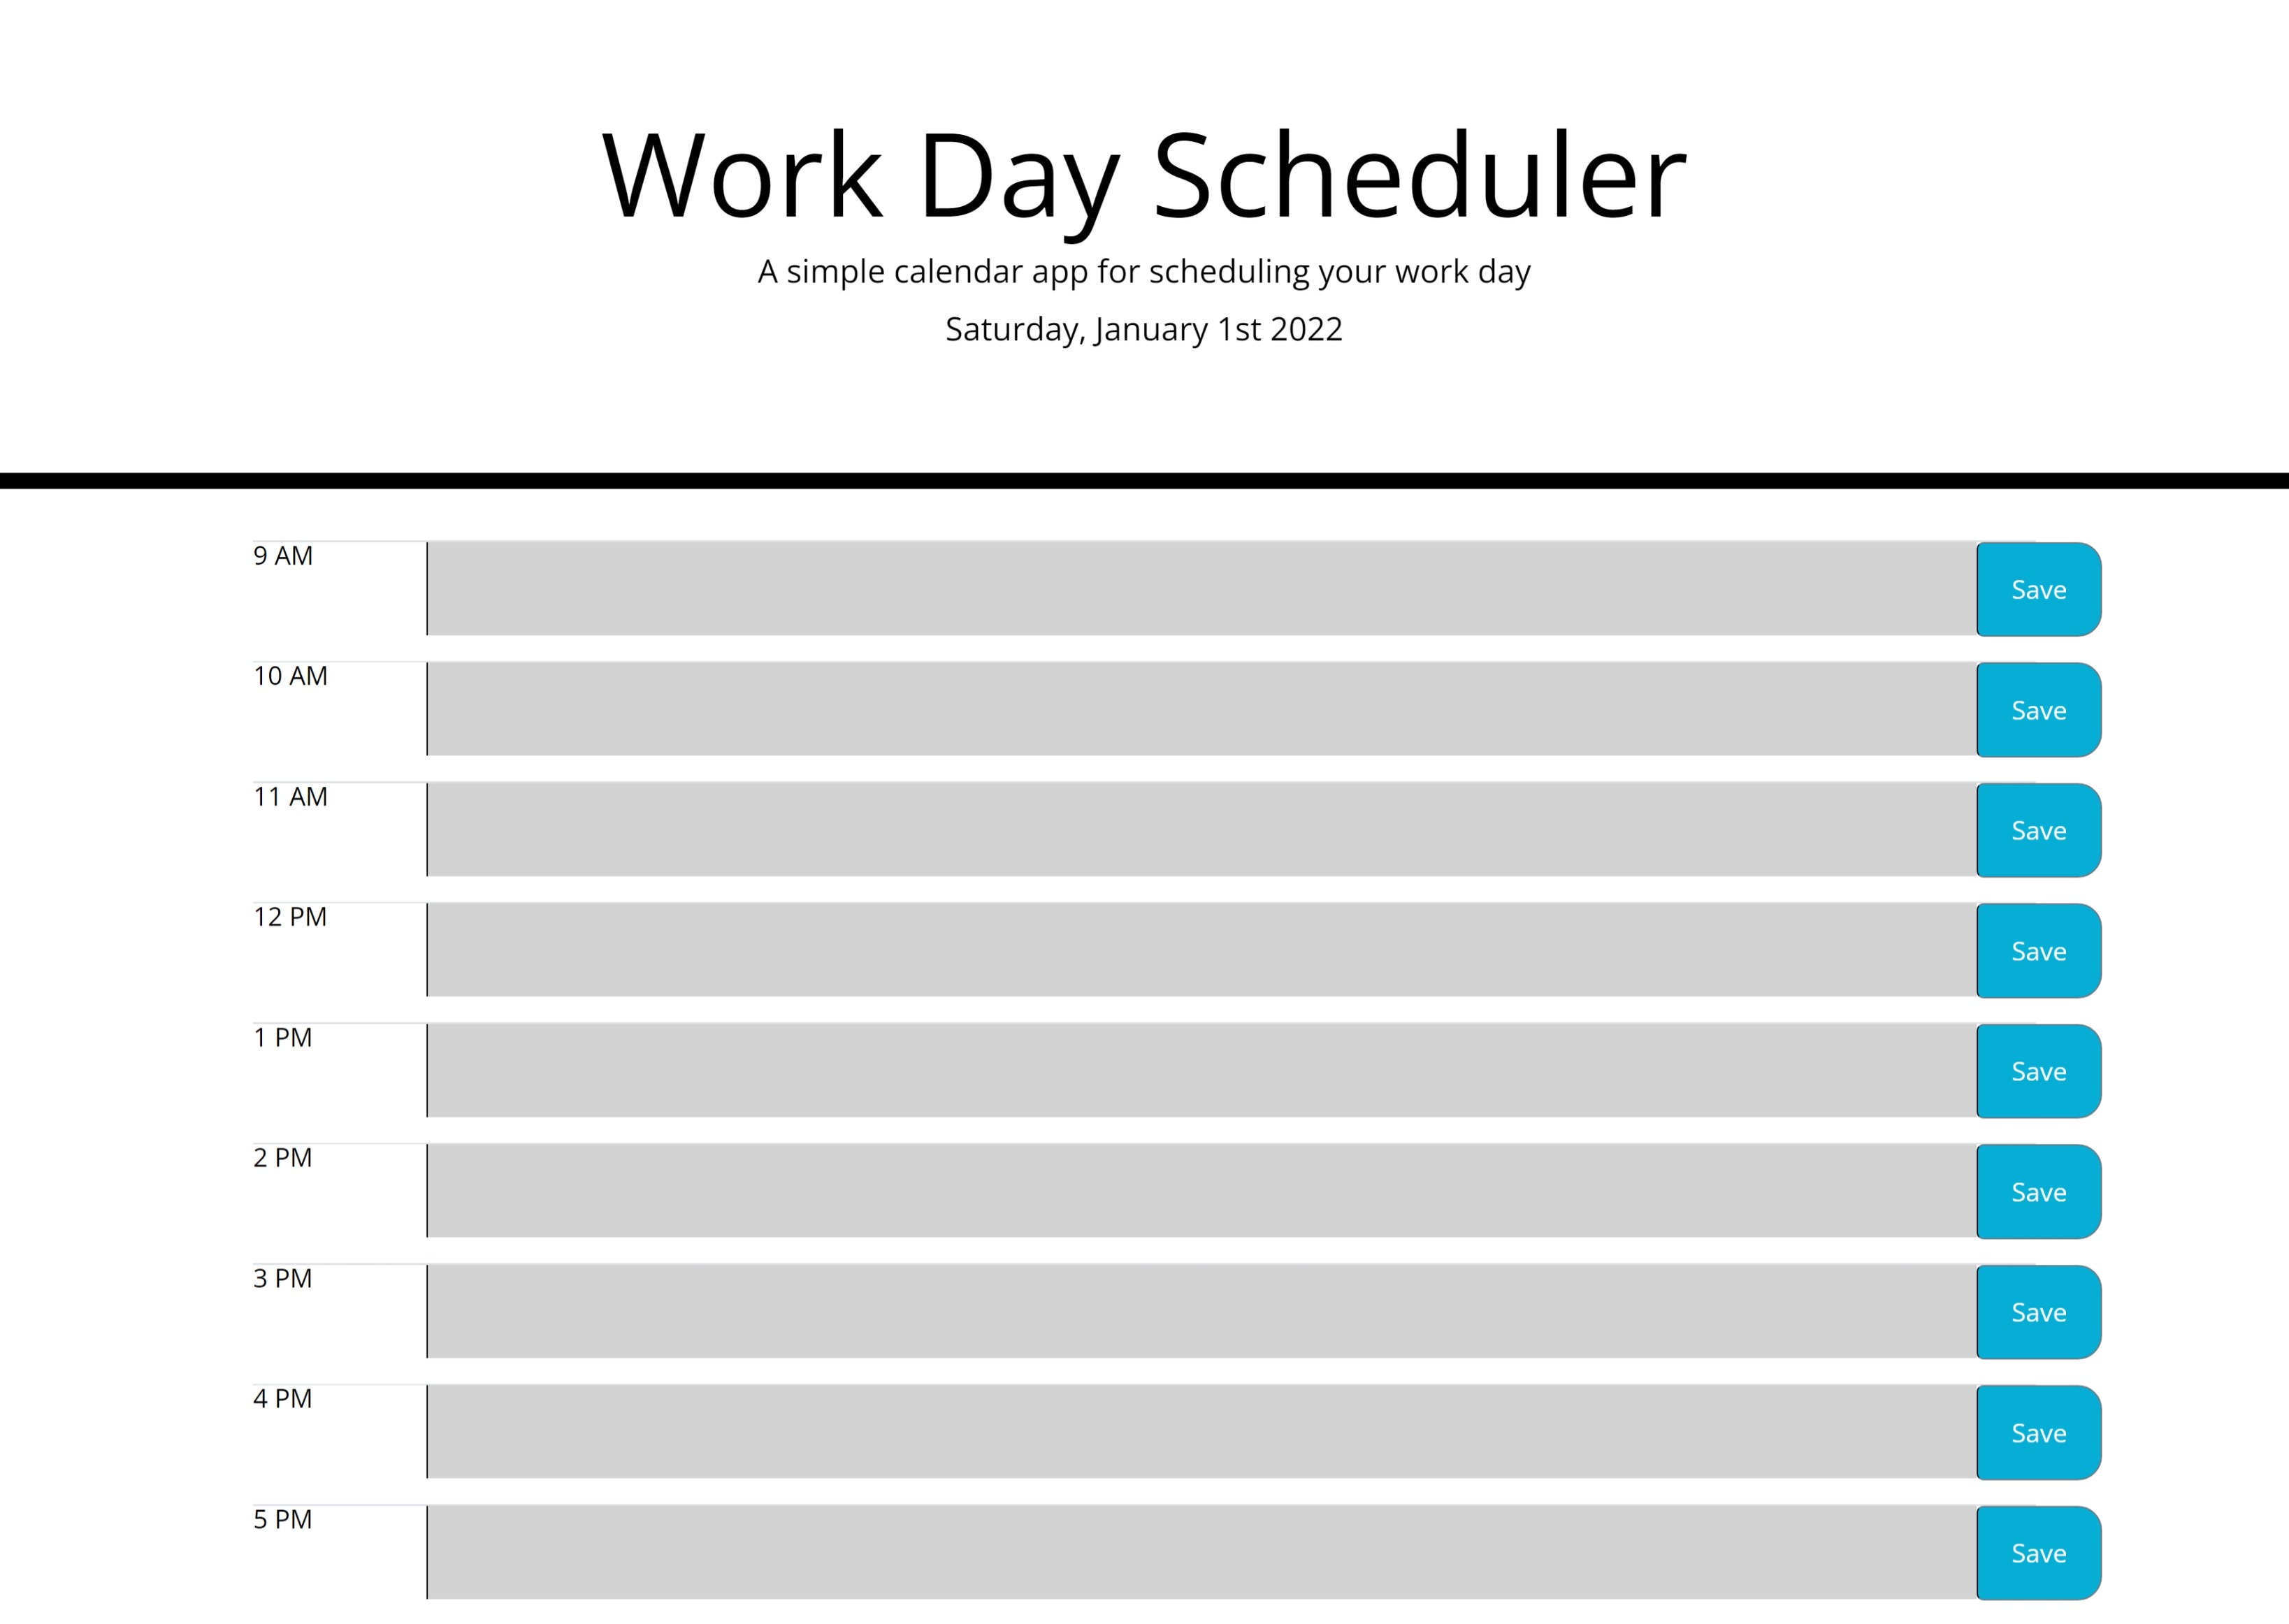 Work Day Scheduler
A simple calendar app for scheduling your work day
Saturday, January 1st 2022
9 AM
Save
10 AM
Save
11 AM
Save
12 PM
Save
1 PM
Save
2 PM
Save
3 PM
Save
4 PM
Save
5 PM
Save